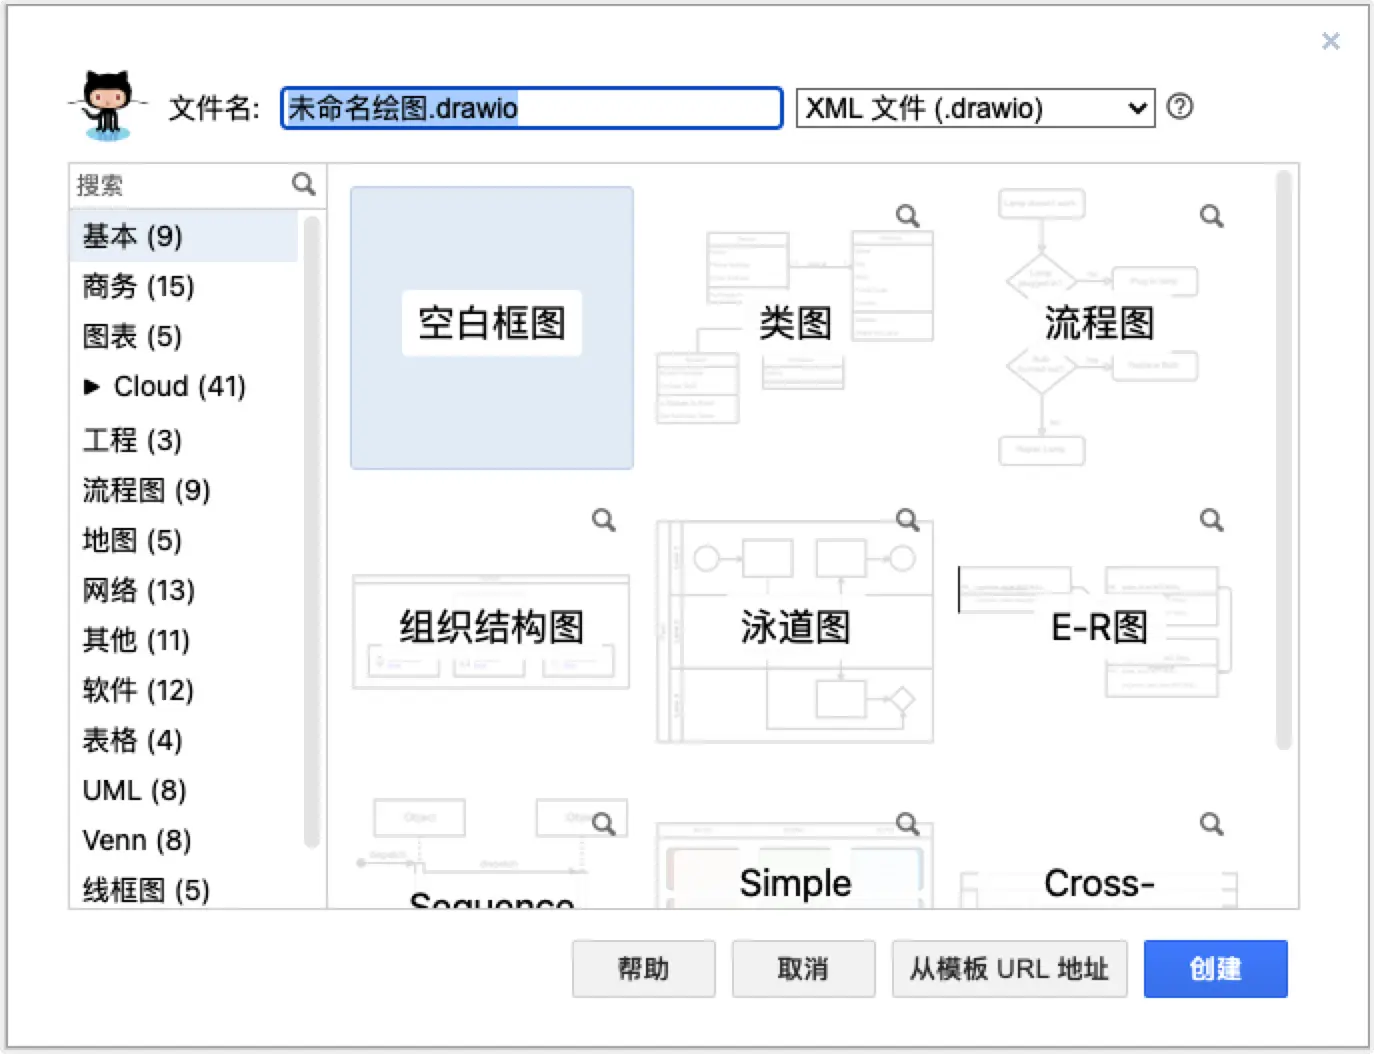 文件名:
未命名绘图.drawio
XML 文件 (.drawio)
搜索
基本 (9)
商务 (15)
图表 (5)
Cloud (41)
工程 (3)
流程图 (9)
地图 (5)
网络 (13)
其他 (11)
软件 (12)
表格 (4)
UML (8)
Venn (8)
线框图 (5)
空白框图
类图
流程图
组织结构图
泳道图
E-R图
Object
dispatch
Sequence
Simple
Cross-
帮助
取消
从模板 URL 地址
创建